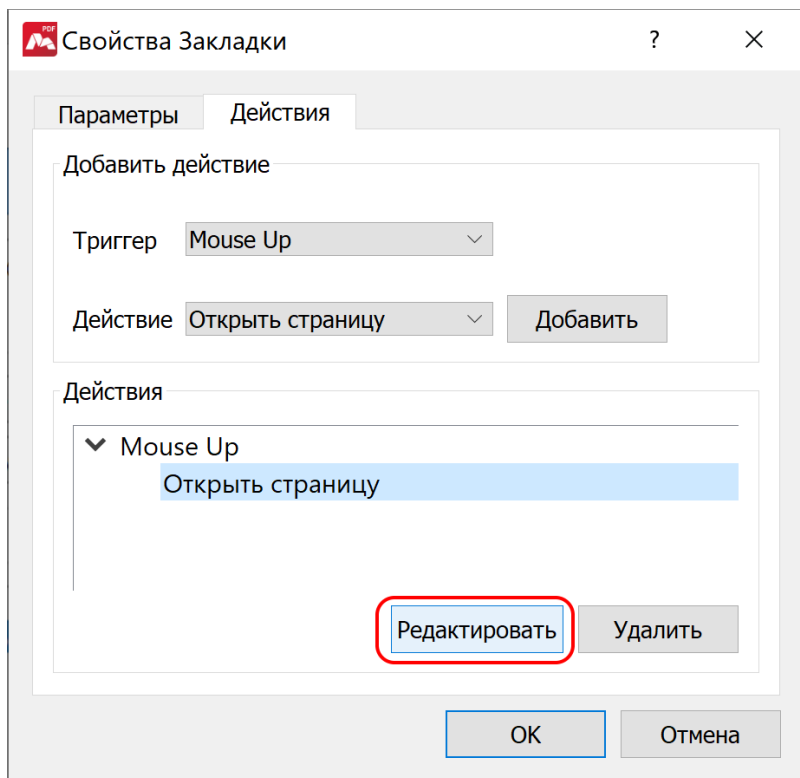 PDF
Свойства Закладки ?
Параметры Действия
Добавить действие
Триггер Mouse Up
Действие Открыть страницу Добавить
Действия
Mouse Up
Открыть страницу
Редактировать Удалить
OK Отмена